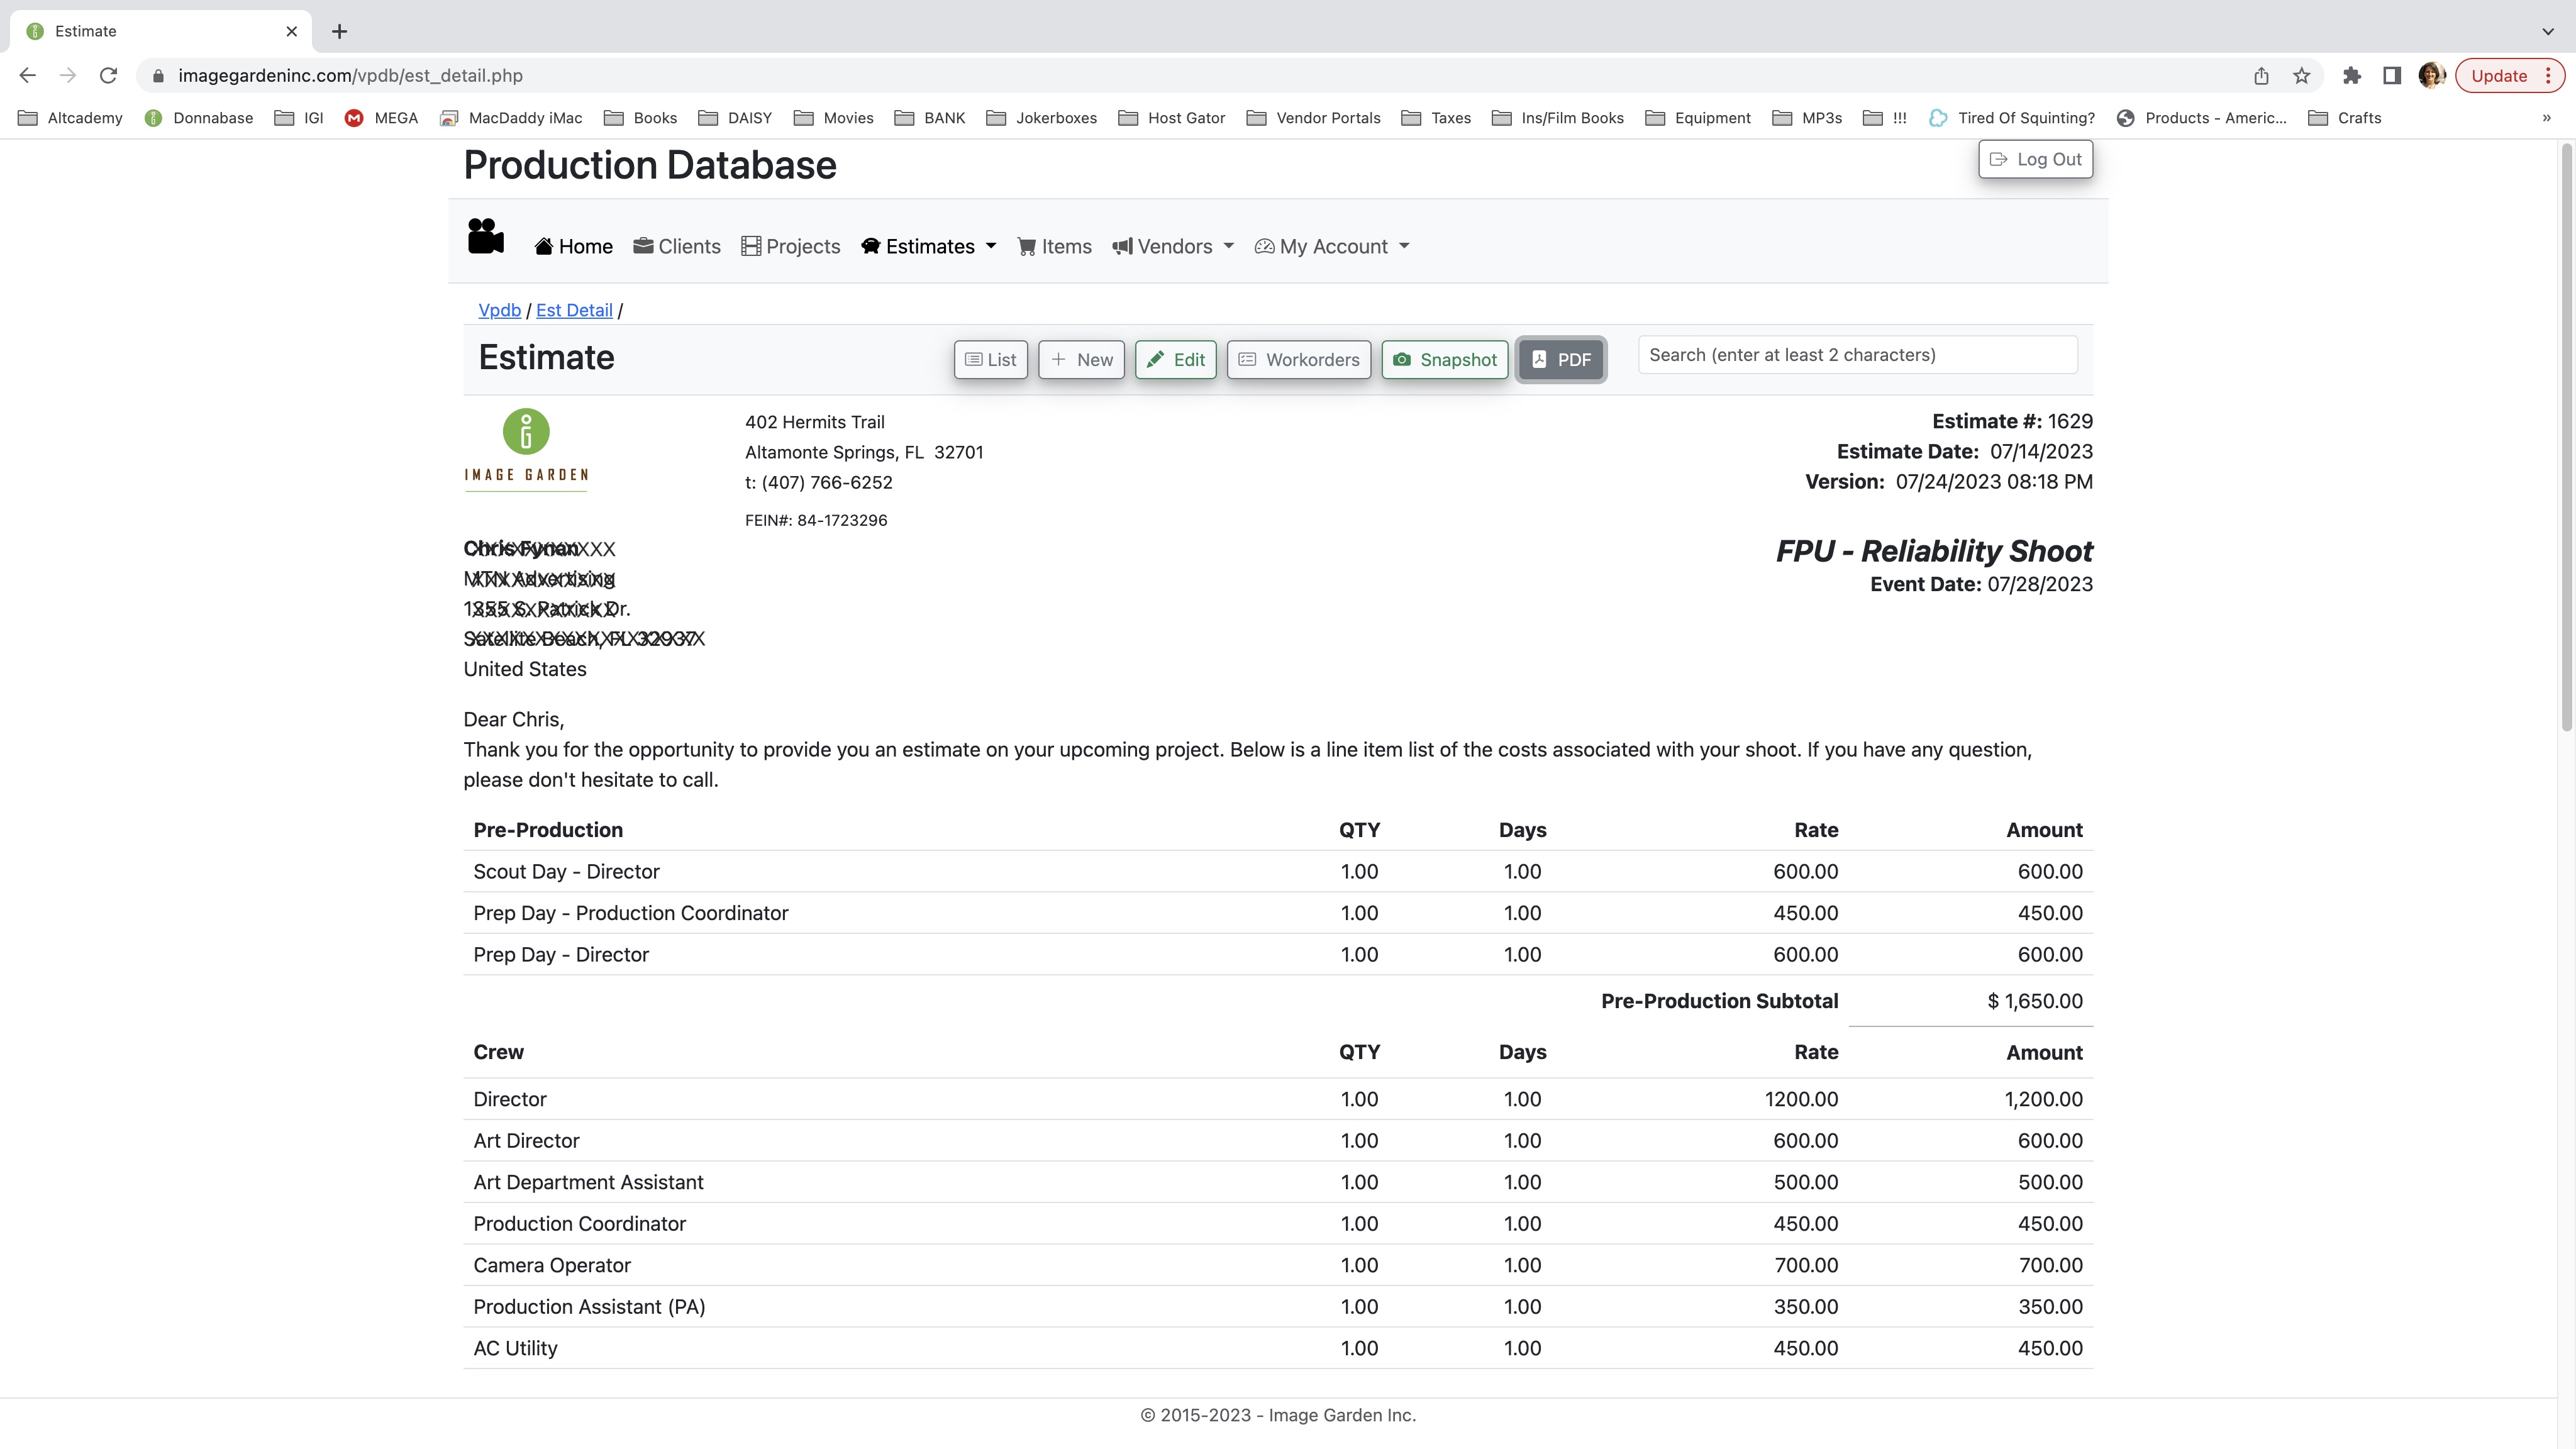 Estimate
imagegardeninc.com/vpdb/est_detail.php
Update
Altcademy Donnabase IGI MEGA MacDaddy iMac Books DAISY Movies BANK Jokerboxes Host Gator Vendor Portals Taxes Ins/Film Books Equipment MP3s !!! Tired Of Squinting? Products - Americ... Crafts »
Production Database
Log Out
Home Clients Projects Estimates Items Vendors My Account
Vpdb / Est Detail /
Estimate
List + New Edit Workorders Snapshot PDF Search (enter at least 2 characters)
IMAGE GARDEN
402 Hermits Trail
Altamonte Springs, FL 32701
t: (407) 766-6252
FEIN#: 84-1723296
Estimate #: 1629
Estimate Date: 07/14/2023
Version: 07/24/2023 08:18 PM
FPU - Reliability Shoot
Event Date: 07/28/2023
United States
Dear Chris,
Thank you for the opportunity to provide you an estimate on your upcoming project. Below is a line item list of the costs associated with your shoot. If you have any question,
please don't hesitate to call.
Pre-Production QTY Days Rate Amount
Scout Day - Director 1.00 1.00 600.00 600.00
Prep Day - Production Coordinator 1.00 1.00 450.00 450.00
Prep Day - Director 1.00 1.00 600.00 600.00
Pre-Production Subtotal $ 1,650.00
Crew QTY Days Rate Amount
Director 1.00 1.00 1200.00 1,200.00
Art Director 1.00 1.00 600.00 600.00
Art Department Assistant 1.00 1.00 500.00 500.00
Production Coordinator 1.00 1.00 450.00 450.00
Camera Operator 1.00 1.00 700.00 700.00
Production Assistant (PA) 1.00 1.00 350.00 350.00
AC Utility 1.00 1.00 450.00 450.00
© 2015-2023 - Image Garden Inc.